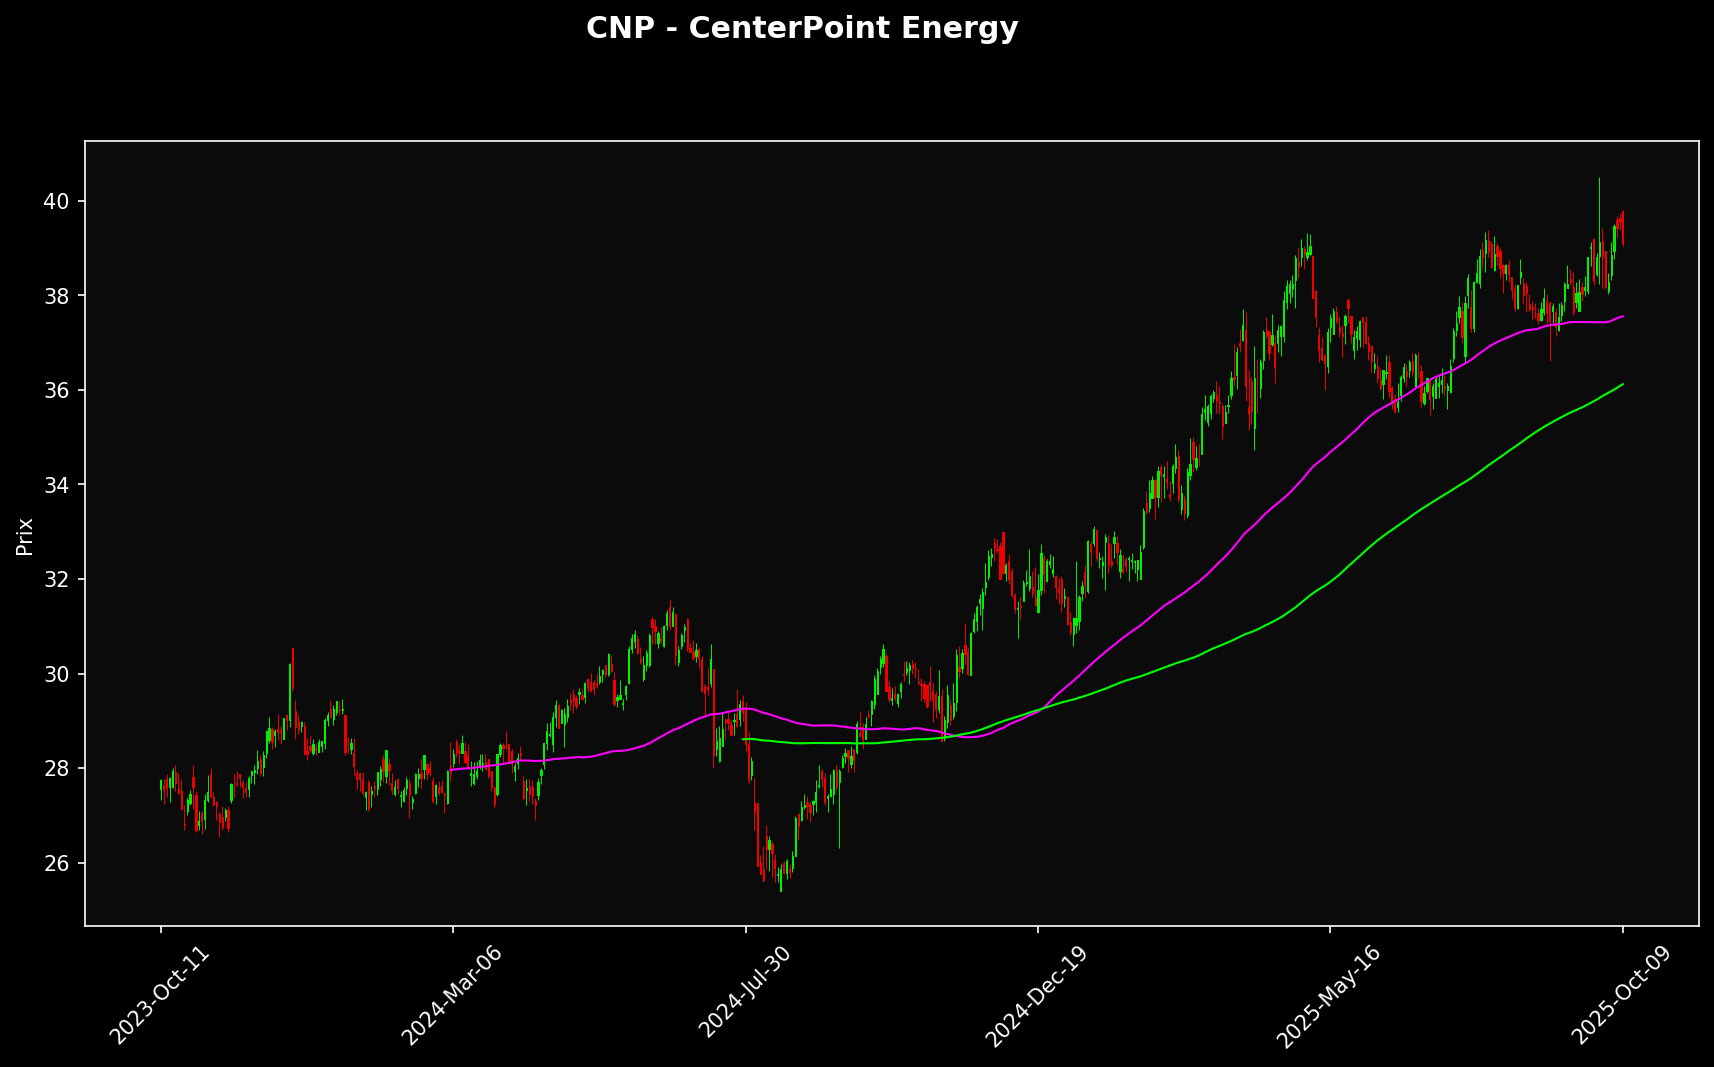 CNP - CenterPoint Energy
Prix
40
38
36
34
32
30
28
26
2023-Oct-11
2024-Mar-06
2024-Jul-30
2024-Dec-19
2025-May-16
2025-Oct-09